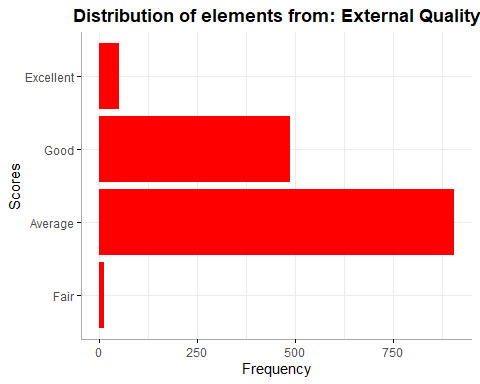 Distribution of elements from: External Quality
Excellent
Good
Average
Fair
Scores
0 250 500 750
Frequency